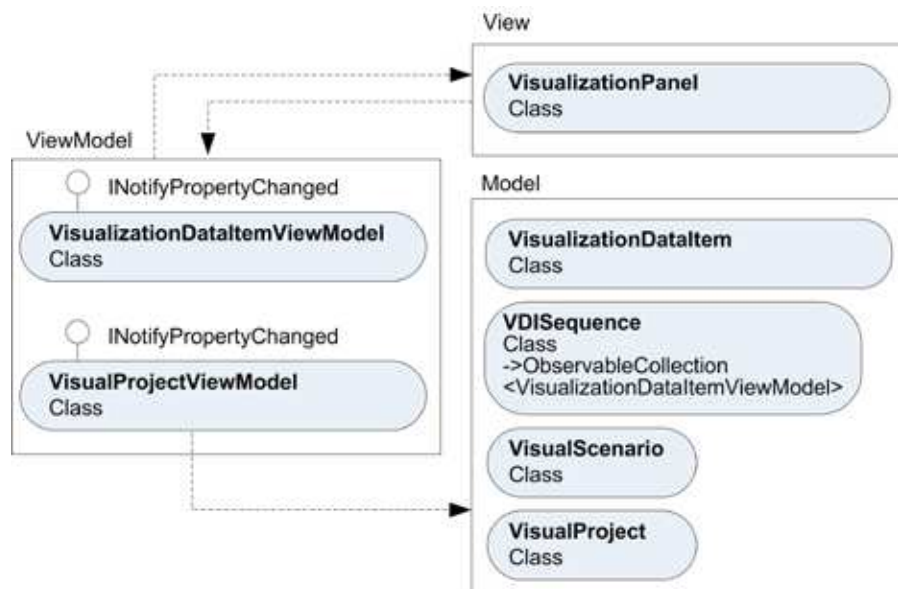 View
VisualizationPanel
Class
ViewModel
INotifyPropertyChanged
VisualizationDataItemViewModel
Class
INotifyPropertyChanged
VisualProjectViewModel
Class
Model
VisualizationDataItem
Class
VDISequence
Class
->ObservableCollection
<VisualizationDataItemViewModel>
VisualScenario
Class
VisualProject
Class